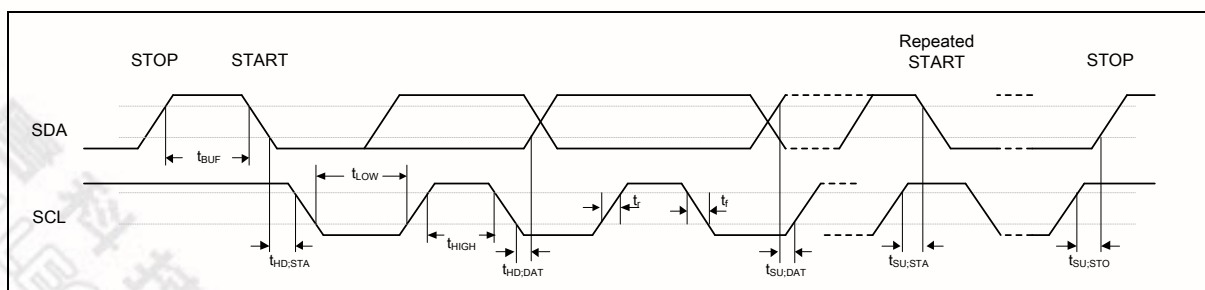 Repeated
STOP START START STOP
SDA
tBUF
tLOW
SCL
tr tf
tHIGH
tHD;STA tHD;DAT tSU;DAT tSU;STA tSU;STO
科